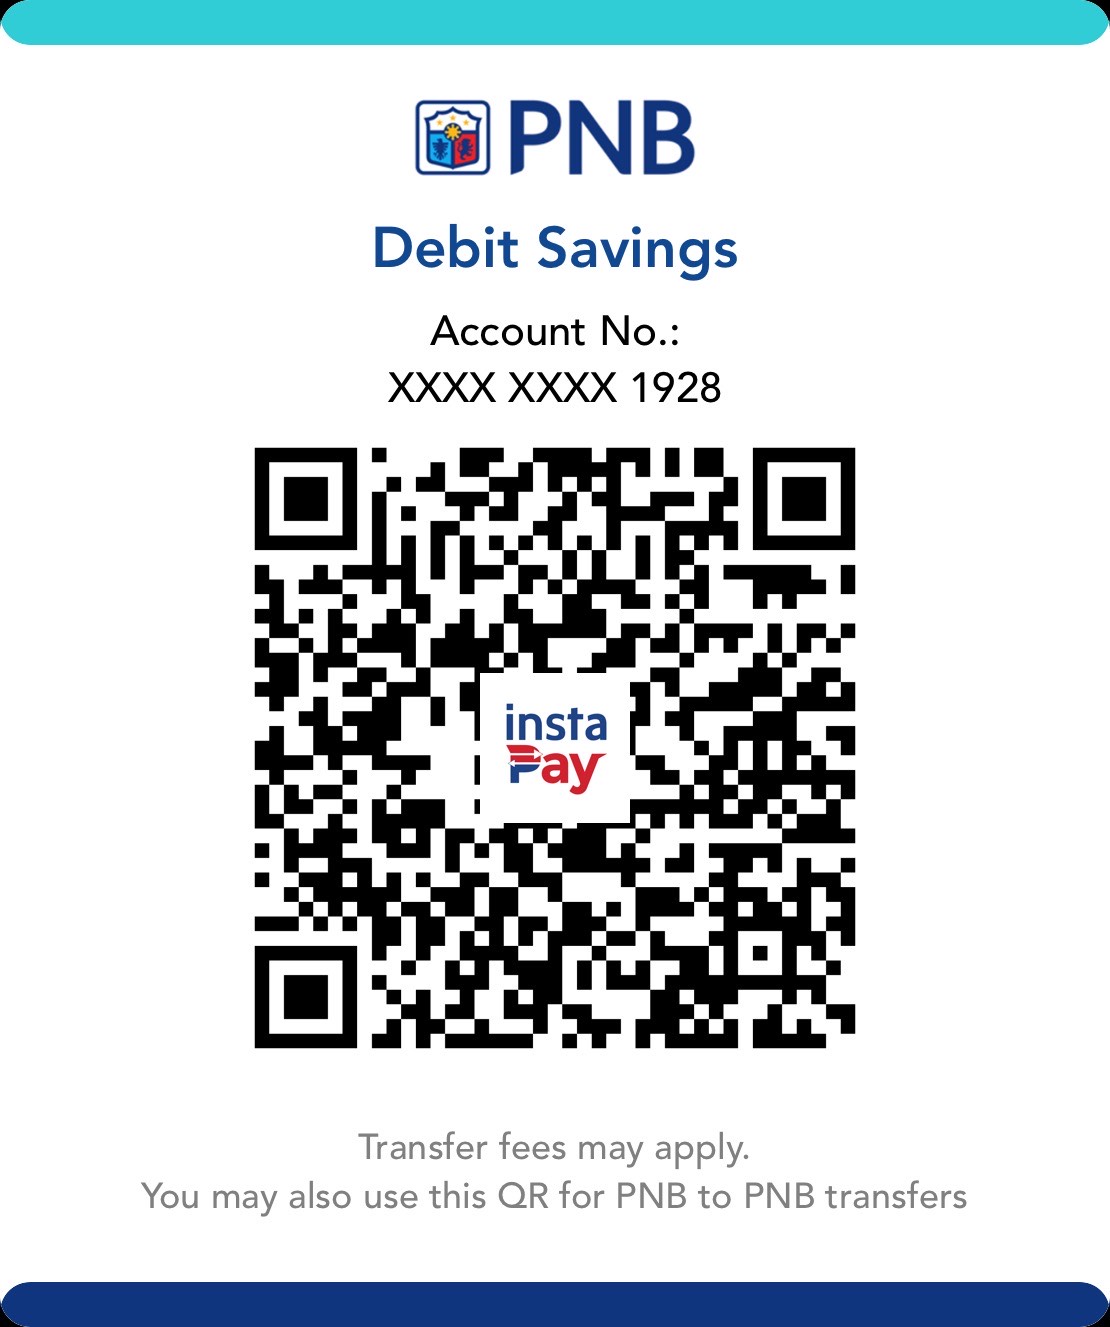 PNB
Debit Savings
Account No.:
XXXX XXXX 1928
insta
Pay
Transfer fees may apply.
You may also use this QR for PNB to PNB transfers